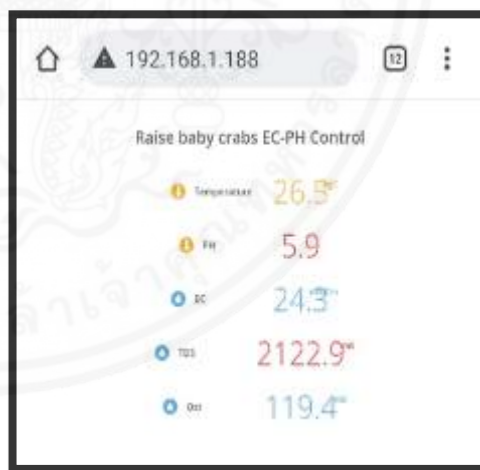 192.168.1.188
12
Raise baby crabs EC-PH Control
Temperature 26.5
PH 5.9
EC 24.3
TDS 2122.9
119.4